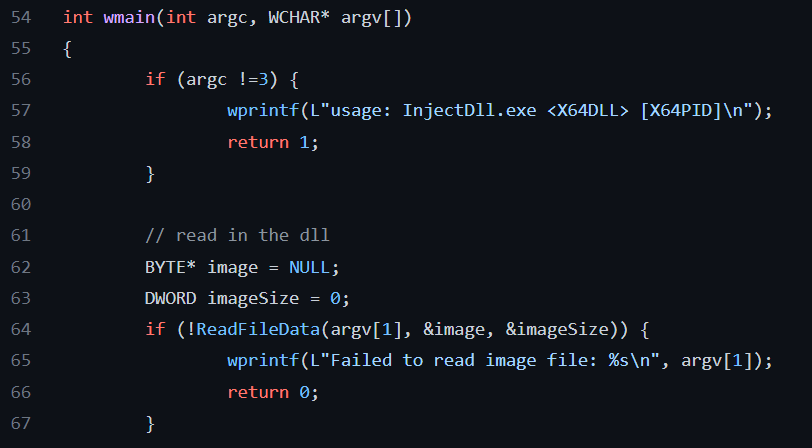 54 int wmain(int argc, WCHAR* argv[])
55 {
56 if (argc !=3) {
57 wprintf(L"usage: InjectDll.exe <X64DLL> [X64PID]\n");
58 return 1;
59 }
60
61 // read in the dll
62 BYTE* image = NULL;
63 DWORD imageSize = 0;
64 if (!ReadFileData(argv[1], &image, &imageSize)) {
65 wprintf(L"Failed to read image file: %s\n", argv[1]);
66 return 0;
67 }